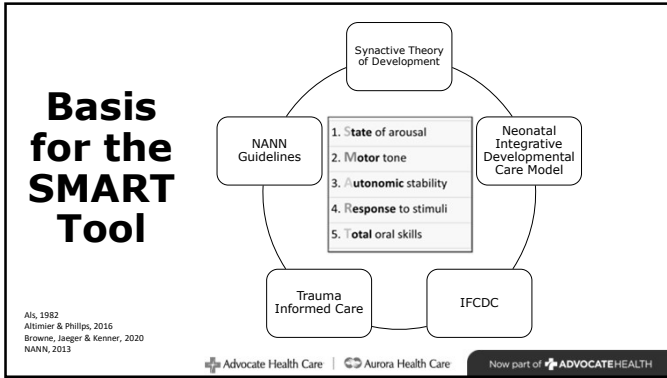 Basis
for the
SMART
Tool
Synactive Theory
of Development
NANN
Guidelines
1. State of arousal
2. Motor tone
3. Autonomic stability
4. Response to stimuli
5. Total oral skills
Neonatal
Integrative
Developmental
Care Model
Trauma
Informed Care
IFCDC
Als, 1982
Altimier & Phillps, 2016
Browne, Jaeger & Kenner, 2020
NANN, 2013
Advocate Health Care | Aurora Health Care
Now part of ADVOCATEHEALTH